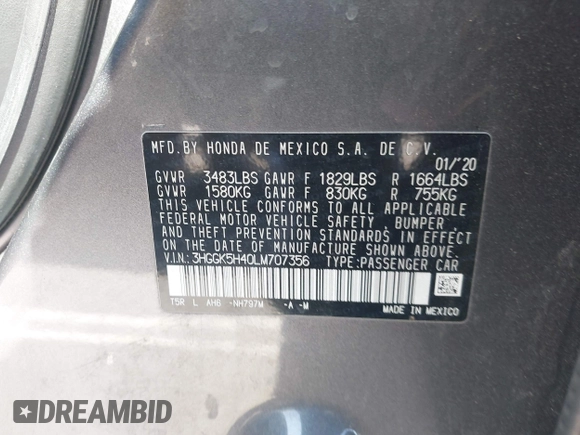 MFD.BY HONDA DE MEXICO S.A. DE C.V.
01/'20
GVWR 3483LBS GAWR F 1829LBS R 1664LBS
GVWR 1580KG GAWR F 830KG R 755KG
THIS VEHICLE CONFORMS TO ALL APPLICABLE
FEDERAL MOTOR VEHICLE SAFETY, BUMPER,
AND THEFT PREVENTION STANDARDS IN EFFECT
ON THE DATE OF MANUFACTURE SHOWN ABOVE.
V.I.N.: 3HGGK5H40LM707356 TYPE:PASSENGER CAR
T5R L AH8 -NH797M -A -M
MADE IN MEXICO
DREAMBID